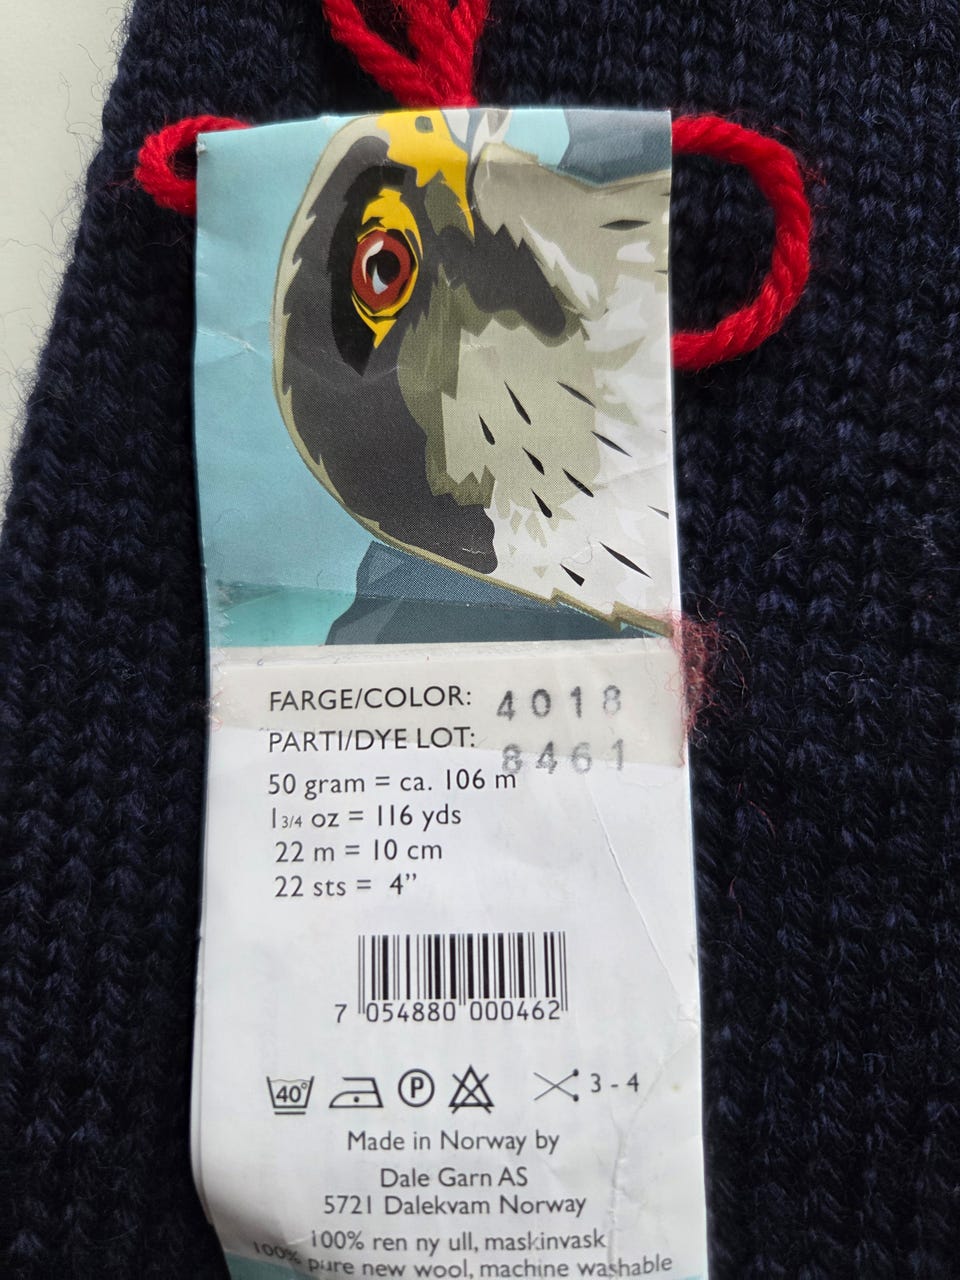 FARGE/COLOR: 4018
PARTI/DYE LOT: 8461
50 gram = ca. 106 m
1 3/4 oz = 116 yds
22 m = 10 cm
22 sts = 4”
7 054880 000462
40° P 3 - 4
Made in Norway by
Dale Garn AS
5721 Dalekvam Norway
100% ren ny ull, maskinvask
100% pure new wool, machine washable